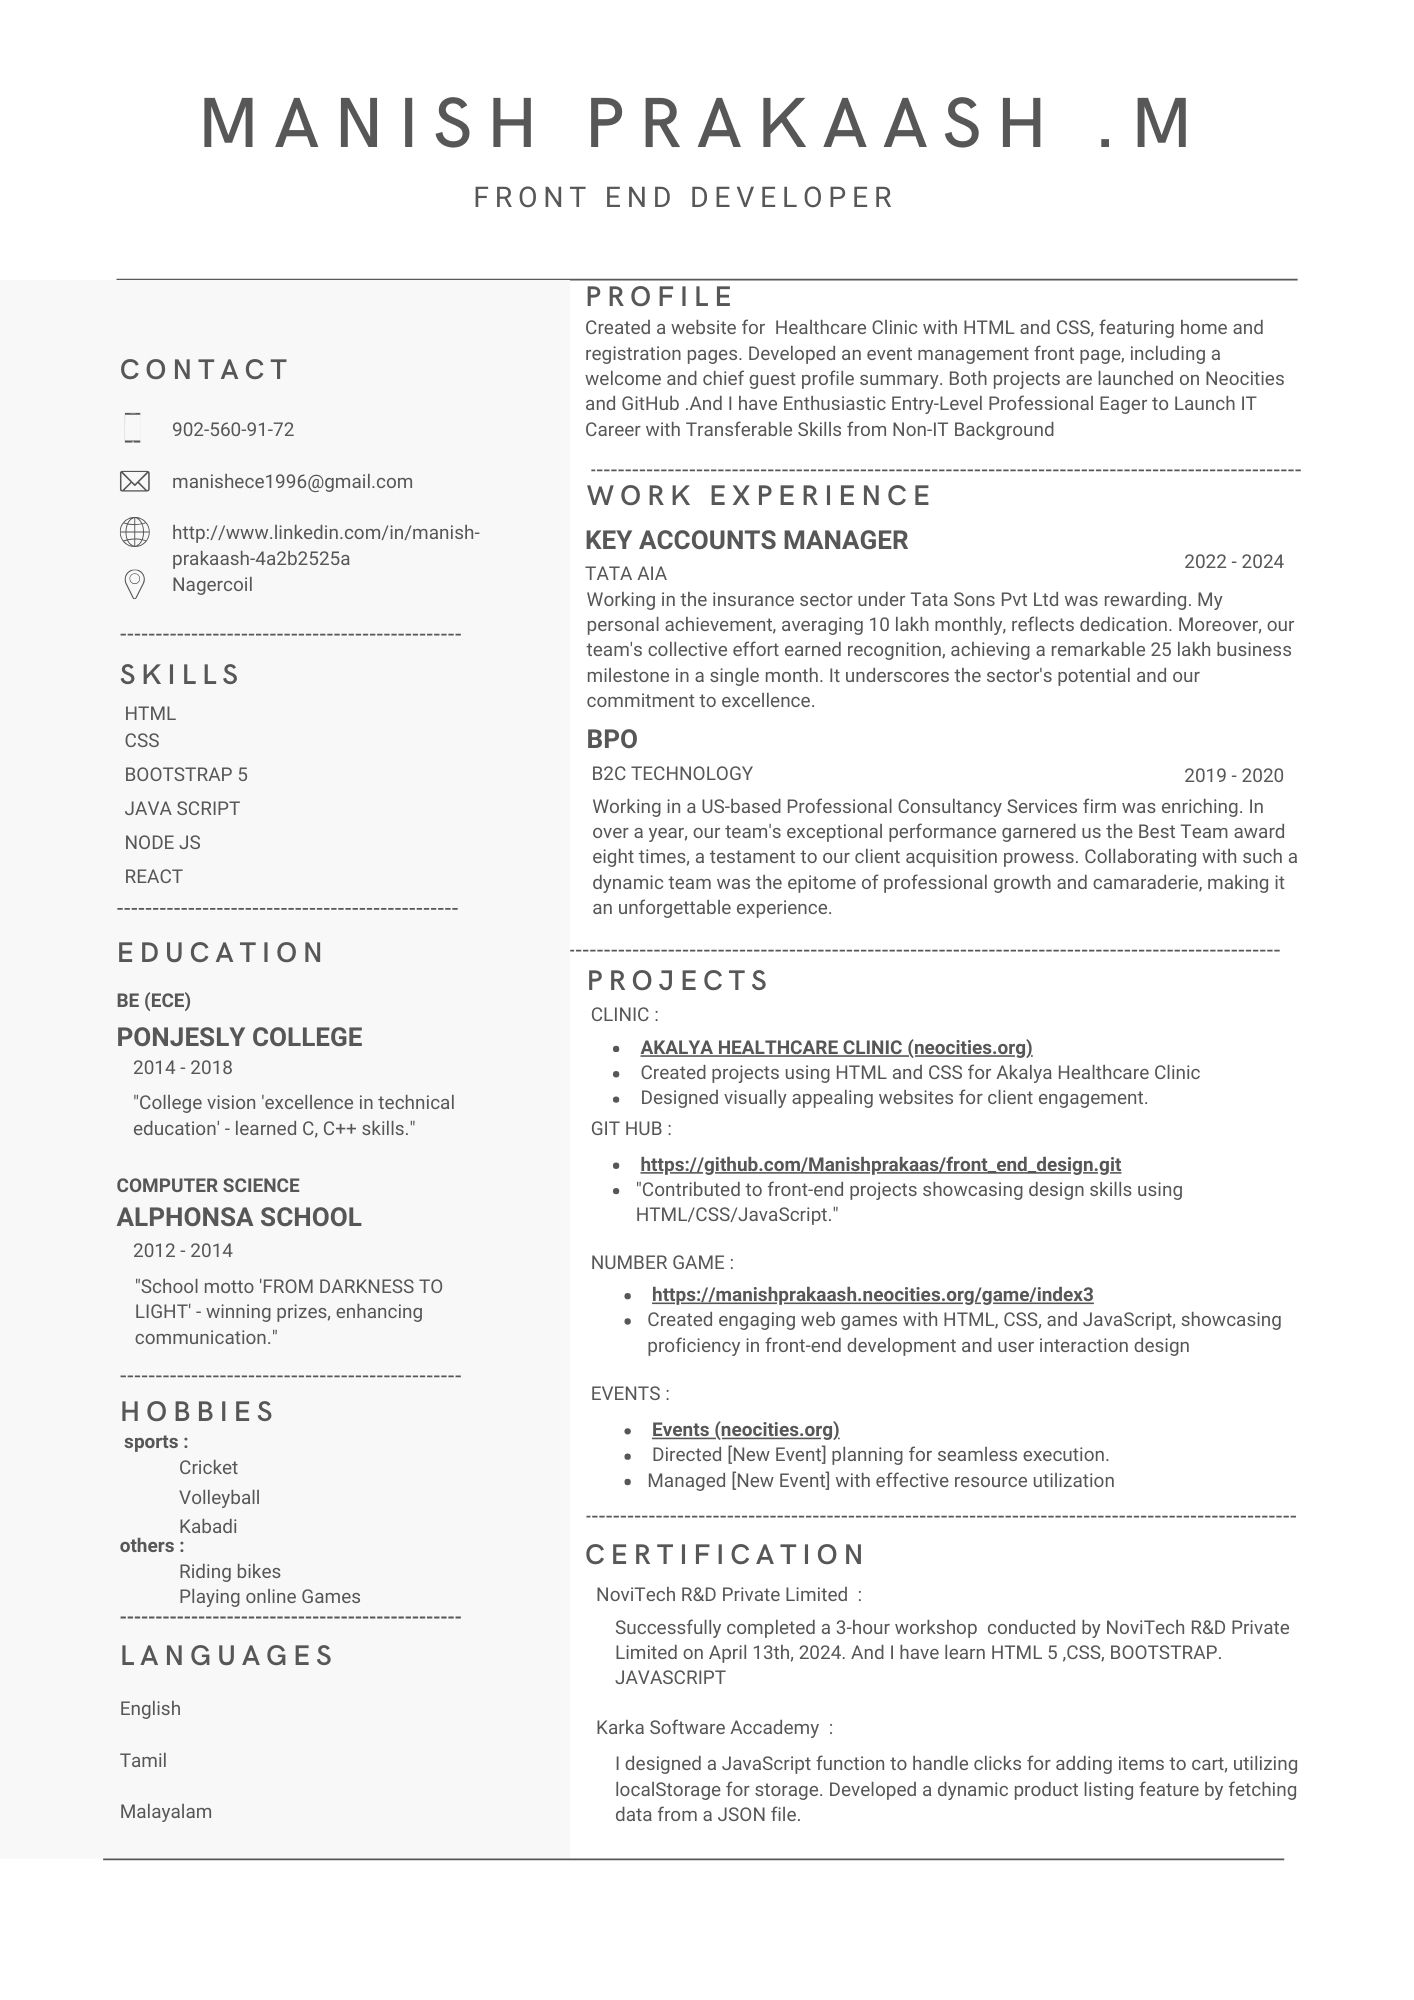 MANISH PRAKAASH .M
FRONT END DEVELOPER
CONTACT
902-560-91-72
manishece1996@gmail.com
http://www.linkedin.com/in/manish-
prakaash-4a2b2525a
Nagercoil
------------------------------------------------
SKILLS
HTML
CSS
BOOTSTRAP 5
JAVA SCRIPT
NODE JS
REACT
------------------------------------------------
EDUCATION
BE (ECE)
PONJESLY COLLEGE
2014 - 2018
"College vision 'excellence in technical
education' - learned C, C++ skills."
COMPUTER SCIENCE
ALPHONSA SCHOOL
2012 - 2014
"School motto 'FROM DARKNESS TO
LIGHT' - winning prizes, enhancing
communication."
------------------------------------------------
HOBBIES
sports :
Cricket
Volleyball
Kabadi
others :
Riding bikes
Playing online Games
------------------------------------------------
LANGUAGES
English
Tamil
Malayalam
PROFILE
Created a website for  Healthcare Clinic with HTML and CSS, featuring home and
registration pages. Developed an event management front page, including a
welcome and chief guest profile summary. Both projects are launched on Neocities
and GitHub .And I have Enthusiastic Entry-Level Professional Eager to Launch IT
Career with Transferable Skills from Non-IT Background
----------------------------------------------------------------------------------------------------
WORK EXPERIENCE
KEY ACCOUNTS MANAGER
2022 - 2024
TATA AIA
Working in the insurance sector under Tata Sons Pvt Ltd was rewarding. My
personal achievement, averaging 10 lakh monthly, reflects dedication. Moreover, our
team's collective effort earned recognition, achieving a remarkable 25 lakh business
milestone in a single month. It underscores the sector's potential and our
commitment to excellence.
BPO
B2C TECHNOLOGY 2019 - 2020
Working in a US-based Professional Consultancy Services firm was enriching. In
over a year, our team's exceptional performance garnered us the Best Team award
eight times, a testament to our client acquisition prowess. Collaborating with such a
dynamic team was the epitome of professional growth and camaraderie, making it
an unforgettable experience.
----------------------------------------------------------------------------------------------------
PROJECTS
CLINIC :
• AKALYA HEALTHCARE CLINIC (neocities.org)
• Created projects using HTML and CSS for Akalya Healthcare Clinic
• Designed visually appealing websites for client engagement.
GIT HUB :
• https://github.com/Manishprakaas/front_end_design.git
• "Contributed to front-end projects showcasing design skills using
HTML/CSS/JavaScript."
NUMBER GAME :
• https://manishprakaash.neocities.org/game/index3
• Created engaging web games with HTML, CSS, and JavaScript, showcasing
proficiency in front-end development and user interaction design
EVENTS :
• Events (neocities.org)
• Directed [New Event] planning for seamless execution.
• Managed [New Event] with effective resource utilization
----------------------------------------------------------------------------------------------------
CERTIFICATION
NoviTech R&D Private Limited  :
Successfully completed a 3-hour workshop  conducted by NoviTech R&D Private
Limited on April 13th, 2024. And I have learn HTML 5 ,CSS, BOOTSTRAP.
JAVASCRIPT
Karka Software Accademy  :
I designed a JavaScript function to handle clicks for adding items to cart, utilizing
localStorage for storage. Developed a dynamic product listing feature by fetching
data from a JSON file.